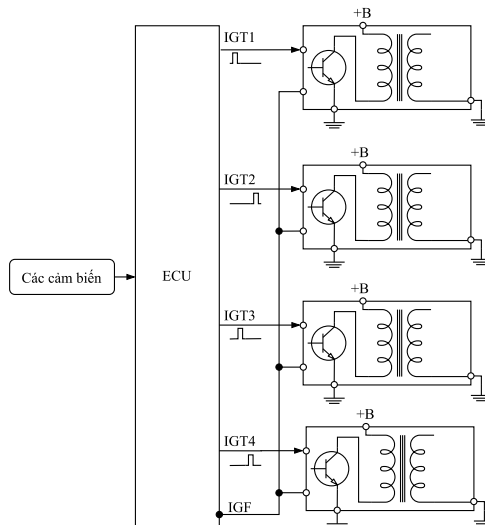 +B
IGT1
+B
IGT2
Các cảm biến
ECU
+B
IGT3
+B
IGT4
IGF